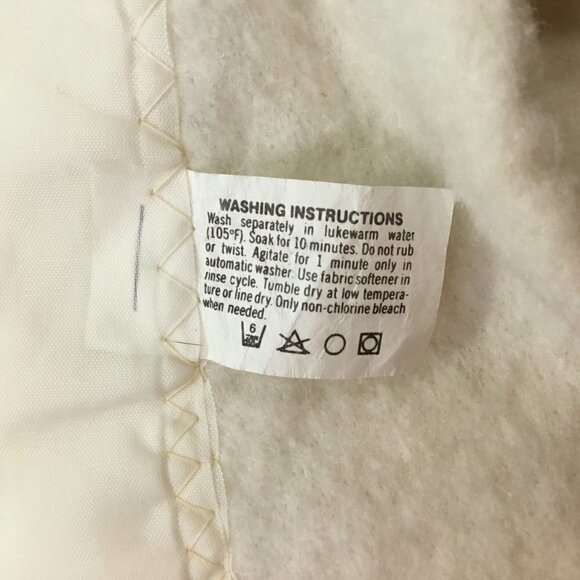 WASHING INSTRUCTIONS
Wash separately in lukewarm water
(105°F). Soak for 10 minutes. Do not rub
or twist. Agitate for 1 minute only in
automatic washer. Use fabric softener in
rinse cycle. Tumble dry at low tempera-
ture or line dry. Only non-chlorine bleach
when needed.
6